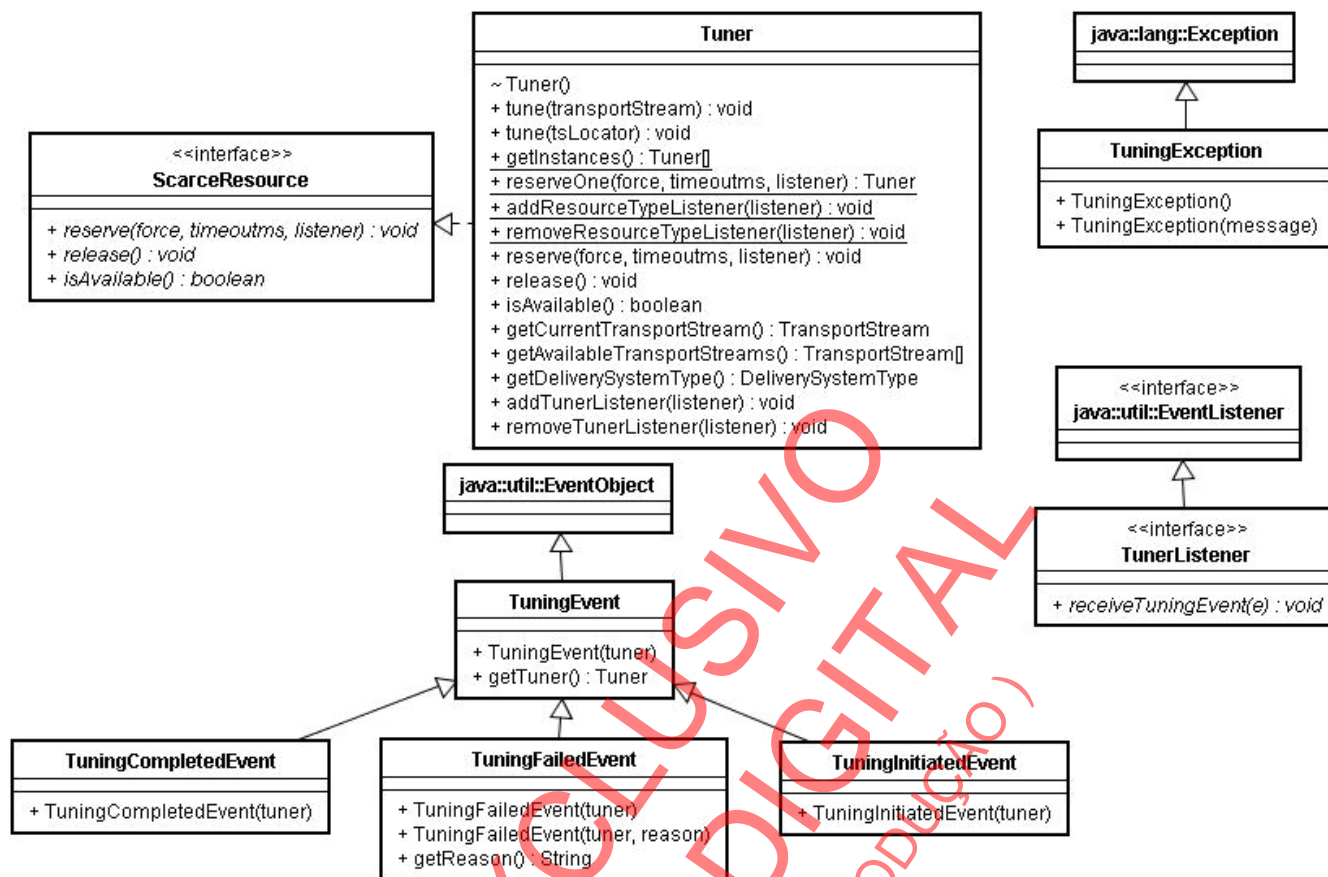 Tuner
~ Tuner()
+ tune(transportStream) : void
+ tune(tsLocator) : void
+ getInstances() : Tuner[]
+ reserveOne(force, timeoutms, listener) : Tuner
+ addResourceTypeListener(listener) : void
+ removeResourceTypeListener(listener) : void
+ reserve(force, timeoutms, listener) : void
+ release() : void
+ isAvailable() : boolean
+ getCurrentTransportStream() : TransportStream
+ getAvailableTransportStreams() : TransportStream[]
+ getDeliverySystemType() : DeliverySystemType
+ addTunerListener(listener) : void
+ removeTunerListener(listener) : void
java::lang::Exception
TuningException
+ TuningException()
+ TuningException(message)
<<interface>>
ScarceResource
+ reserve(force, timeoutms, listener) : void
+ release() : void
+ isAvailable() : boolean
<<interface>>
java::util::EventListener
<<interface>>
TunerListener
+ receiveTuningEvent(e) : void
java::util::EventObject
TuningEvent
+ TuningEvent(tuner)
+ getTuner() : Tuner
TuningCompletedEvent
+ TuningCompletedEvent(tuner)
TuningFailedEvent
+ TuningFailedEvent(tuner)
+ TuningFailedEvent(tuner, reason)
+ getReason() : String
TuningInitiatedEvent
+ TuningInitiatedEvent(tuner)
CLUSIVO
DIGITAL
ODUÇÃO )